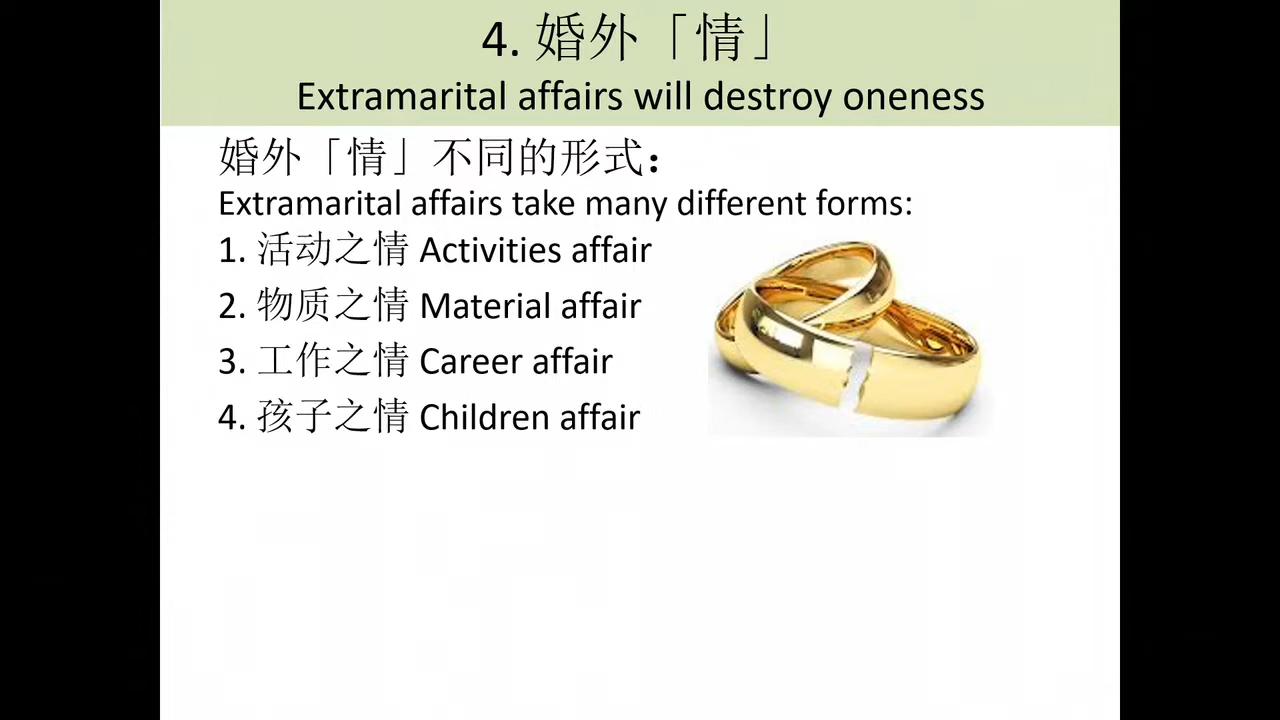 4. 婚外「情」
Extramarital affairs will destroy oneness
婚外「情」不同的形式：
Extramarital affairs take many different forms:
1. 活动之情 Activities affair
2. 物质之情 Material affair
3. 工作之情 Career affair
4. 孩子之情 Children affair